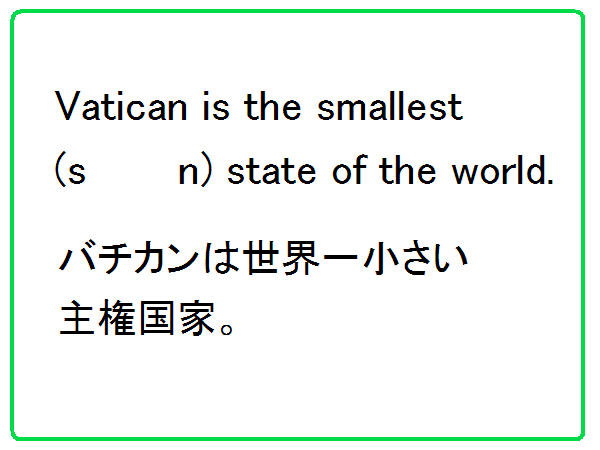 Vatican is the smallest
(s       n) state of the world.
バチカンは世界一小さい
主権国家。